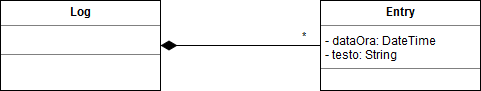 Log
Entry
*
- dataOra: DateTime
- testo: String